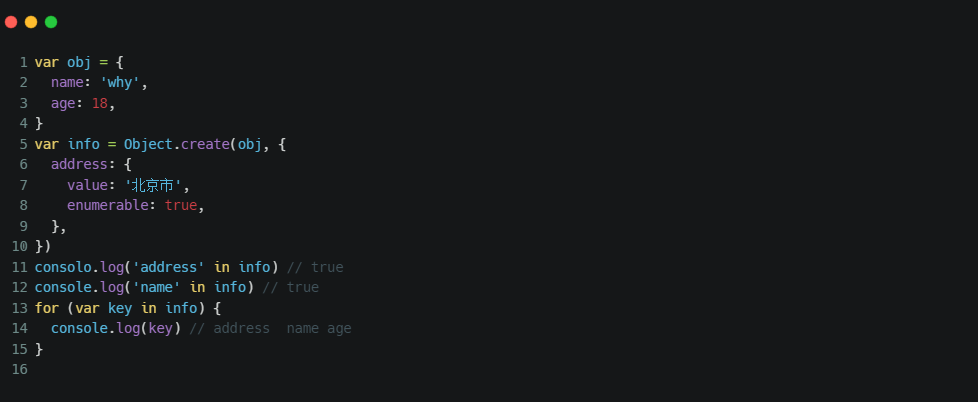 1 var obj = {
2   name: 'why',
3   age: 18,
4 }
5 var info = Object.create(obj, {
6   address: {
7     value: '北京市',
8     enumerable: true,
9   },
10 })
11 consolo.log('address' in info) // true
12 console.log('name' in info) // true
13 for (var key in info) {
14   console.log(key) // address  name age
15 }
16